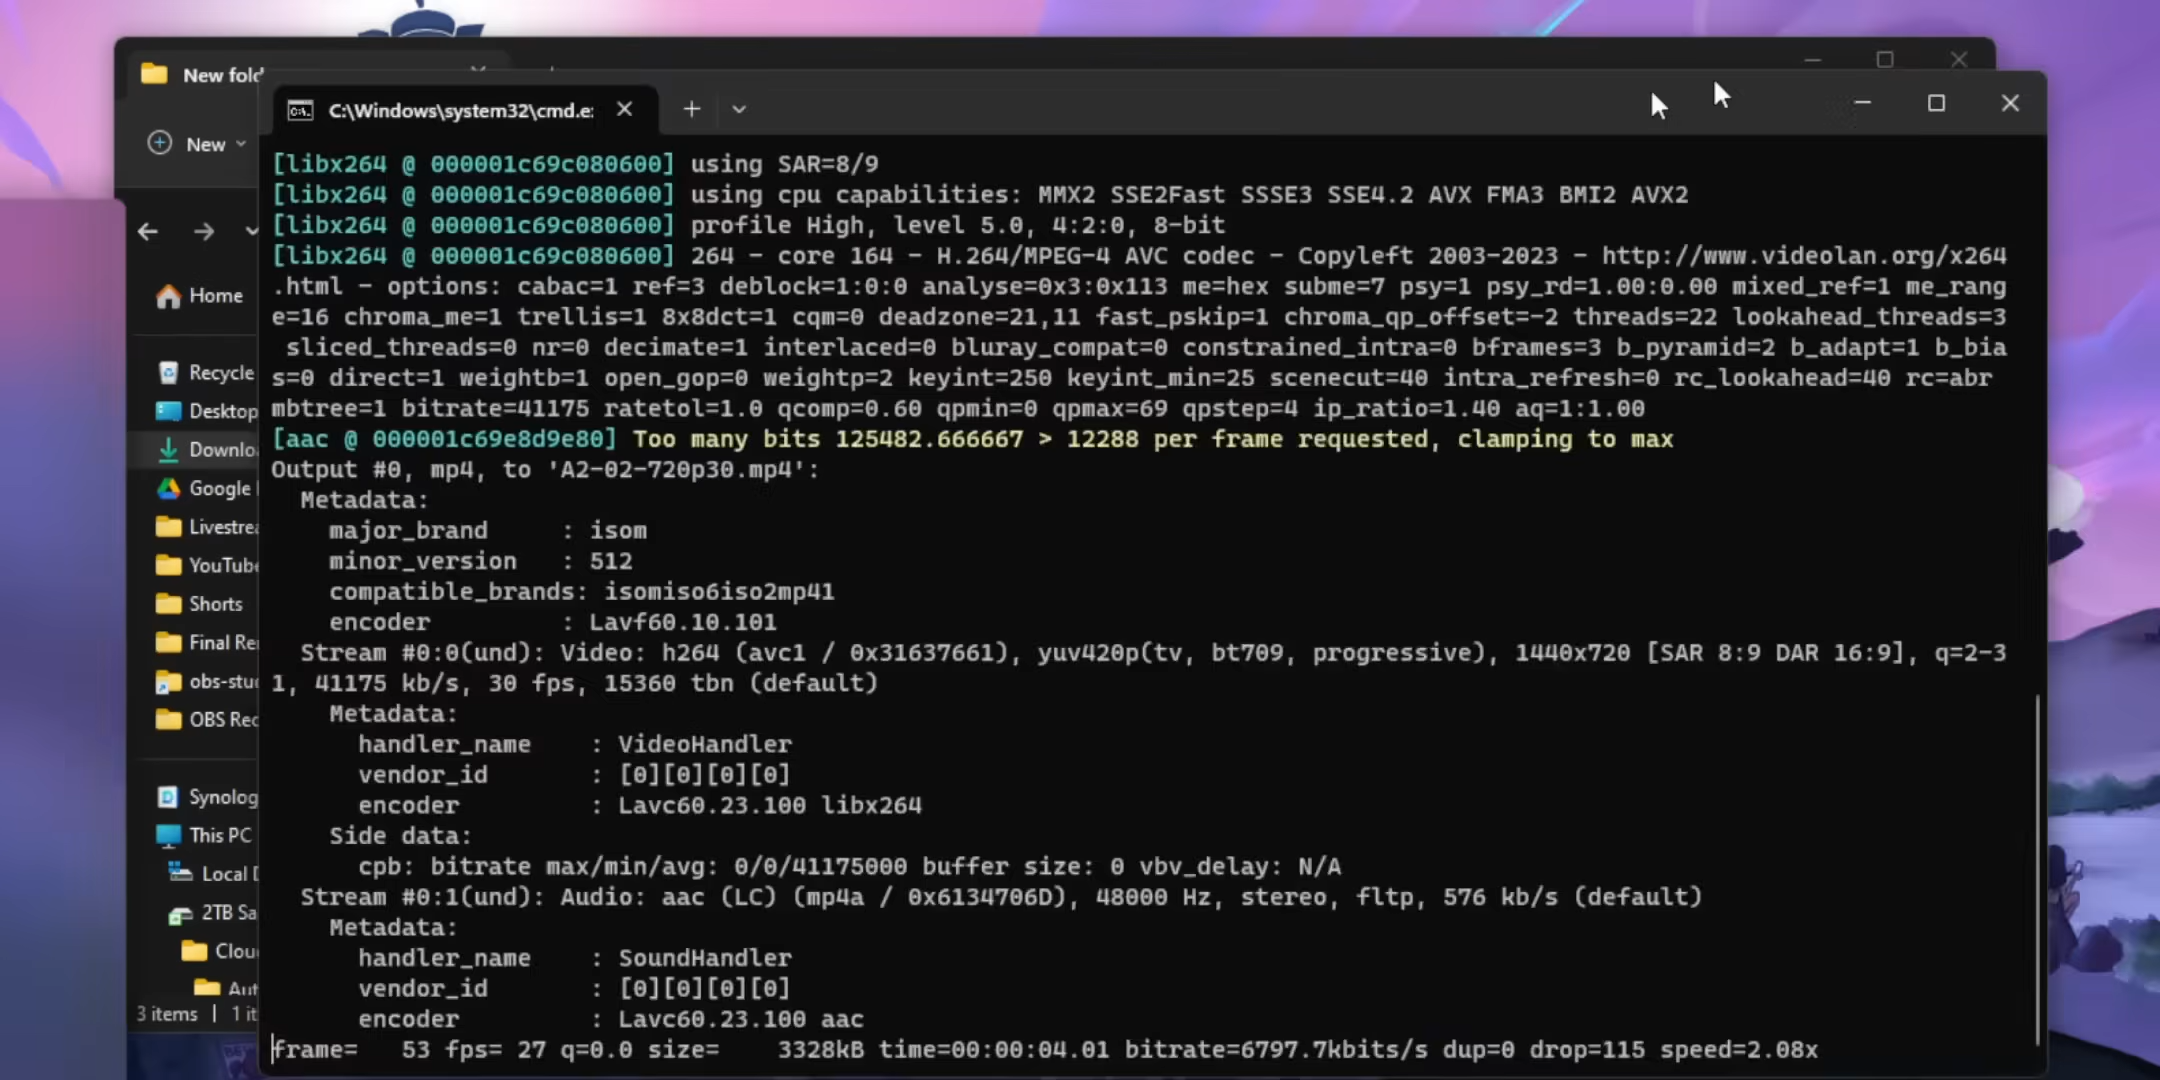 New fold
C:\Windows\system32\cmd.e
New
[libx264 @ 000001c69c080600] using SAR=8/9
[libx264 @ 000001c69c080600] using cpu capabilities: MMX2 SSE2Fast SSSE3 SSE4.2 AVX FMA3 BMI2 AVX2
[libx264 @ 000001c69c080600] profile High, level 5.0, 4:2:0, 8-bit
[libx264 @ 000001c69c080600] 264 - core 164 - H.264/MPEG-4 AVC codec - Copyleft 2003-2023 - http://www.videolan.org/x264
.html - options: cabac=1 ref=3 deblock=1:0:0 analyse=0x3:0x113 me=hex subme=7 psy=1 psy_rd=1.00:0.00 mixed_ref=1 me_rang
e=16 chroma_me=1 trellis=1 8x8dct=1 cqm=0 deadzone=21,11 fast_pskip=1 chroma_qp_offset=-2 threads=22 lookahead_threads=3
sliced_threads=0 nr=0 decimate=1 interlaced=0 bluray_compat=0 constrained_intra=0 bframes=3 b_pyramid=2 b_adapt=1 b_bia
s=0 direct=1 weightb=1 open_gop=0 weightp=2 keyint=250 keyint_min=25 scenecut=40 intra_refresh=0 rc_lookahead=40 rc=abr
mbtree=1 bitrate=41175 ratetol=1.0 qcomp=0.60 qpmin=0 qpmax=69 qpstep=4 ip_ratio=1.40 aq=1:1.00
[aac @ 000001c69e8d9e80] Too many bits 125482.666667 > 12288 per frame requested, clamping to max
Output #0, mp4, to 'A2-02-720p30.mp4':
Metadata:
major_brand : isom
minor_version : 512
compatible_brands: isomiso6iso2mp41
encoder : Lavf60.10.101
Stream #0:0(und): Video: h264 (avc1 / 0x31637661), yuv420p(tv, bt709, progressive), 1440x720 [SAR 8:9 DAR 16:9], q=2-3
1, 41175 kb/s, 30 fps, 15360 tbn (default)
Metadata:
handler_name : VideoHandler
vendor_id : [0][0][0][0]
encoder : Lavc60.23.100 libx264
Side data:
cpb: bitrate max/min/avg: 0/0/41175000 buffer size: 0 vbv_delay: N/A
Stream #0:1(und): Audio: aac (LC) (mp4a / 0x6134706D), 48000 Hz, stereo, fltp, 576 kb/s (default)
Metadata:
handler_name : SoundHandler
vendor_id : [0][0][0][0]
encoder : Lavc60.23.100 aac
frame= 53 fps= 27 q=0.0 size= 3328kB time=00:00:04.01 bitrate=6797.7kbits/s dup=0 drop=115 speed=2.08x
Home
Recycle
Desktop
Downlo
Google
Livestrea
YouTube
Shorts
Final Re
obs-stu
OBS Rec
Synolog
This PC
Local D
2TB Sa
Clou
Aut
3 items | 1 it